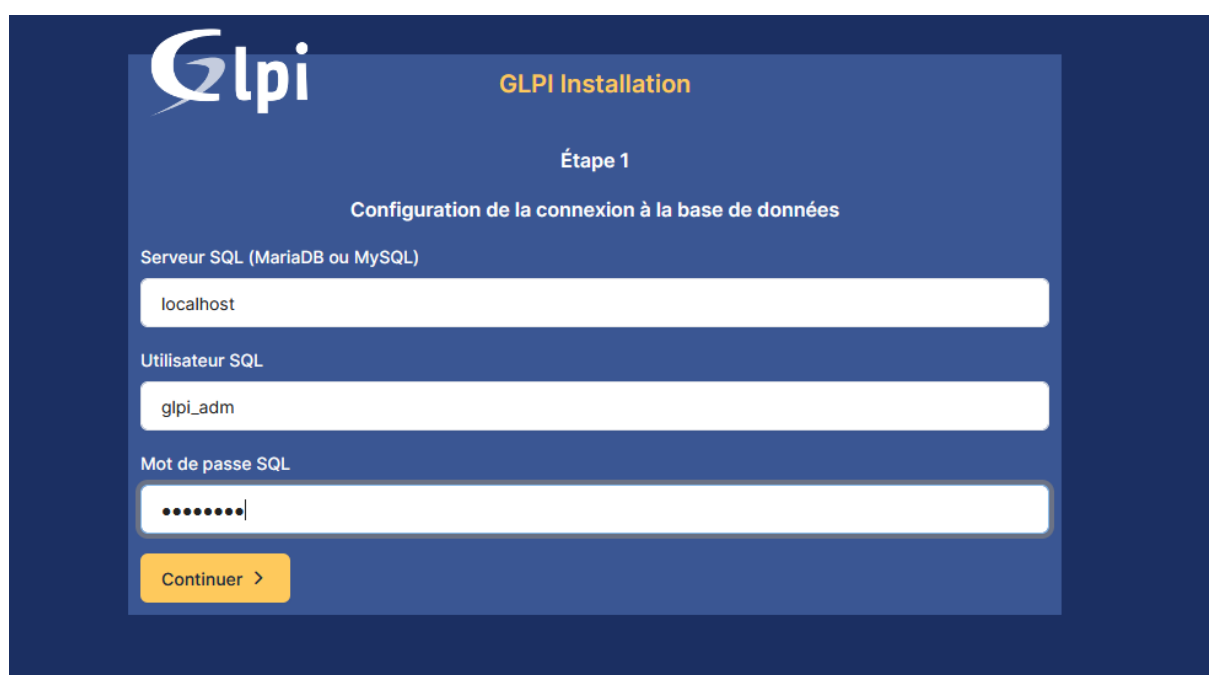 Glpi
GLPI Installation
Étape 1
Configuration de la connexion à la base de données
Serveur SQL (MariaDB ou MySQL)
localhost
Utilisateur SQL
glpi_adm
Mot de passe SQL
••••••••
Continuer >